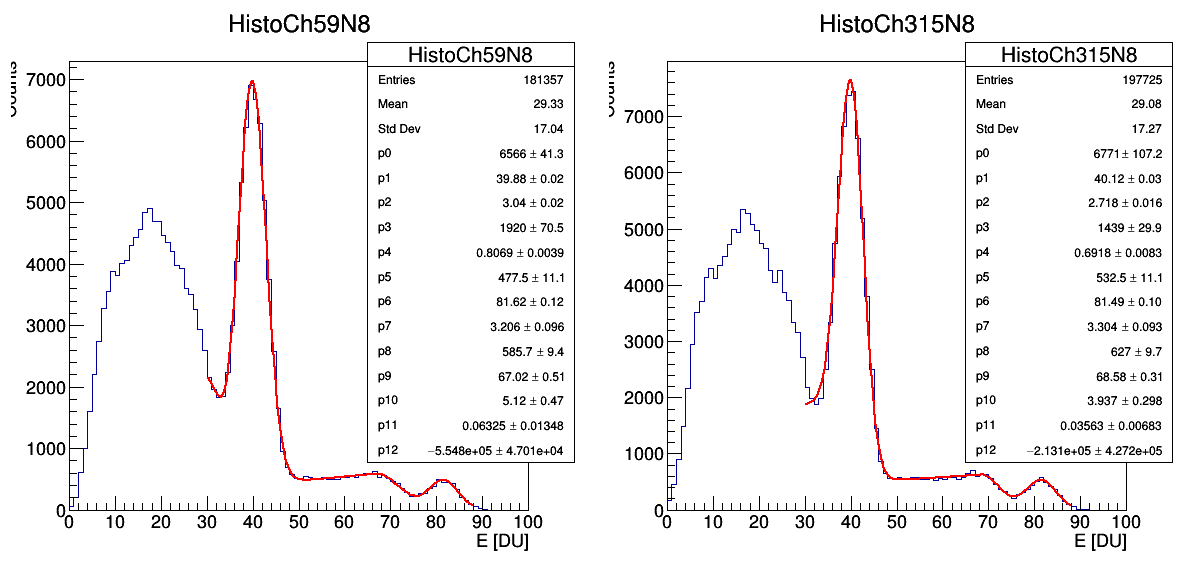 HistoCh59N8
HistoCh59N8
Entries 181357
Mean 29.33
Std Dev 17.04
p0 6566 ± 41.3
p1 39.88 ± 0.02
p2 3.04 ± 0.02
p3 1920 ± 70.5
p4 0.8069 ± 0.0039
p5 477.5 ± 11.1
p6 81.62 ± 0.12
p7 3.206 ± 0.096
p8 585.7 ± 9.4
p9 67.02 ± 0.51
p10 5.12 ± 0.47
p11 0.06325 ± 0.01348
p12 −5.548e+05 ± 4.701e+04
7000
6000
5000
4000
3000
2000
1000
0
0 10 20 30 40 50 60 70 80 90 100
E [DU]
HistoCh315N8
HistoCh315N8
Entries 197725
Mean 29.08
Std Dev 17.27
p0 6771 ± 107.2
p1 40.12 ± 0.03
p2 2.718 ± 0.016
p3 1439 ± 29.9
p4 0.6918 ± 0.0083
p5 532.5 ± 11.1
p6 81.49 ± 0.10
p7 3.304 ± 0.093
p8 627 ± 9.7
p9 68.58 ± 0.31
p10 3.937 ± 0.298
p11 0.03563 ± 0.00683
p12 −2.131e+05 ± 4.272e+05
7000
6000
5000
4000
3000
2000
1000
0
0 10 20 30 40 50 60 70 80 90 100
E [DU]